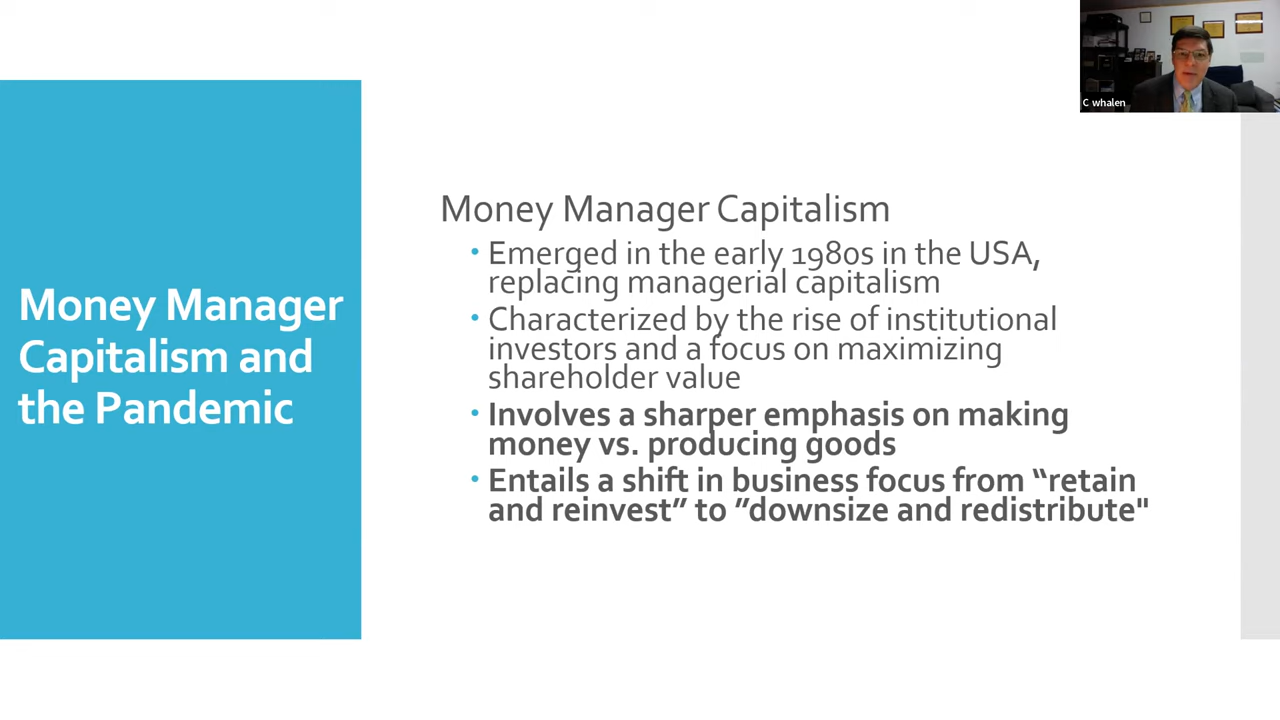 C whalen
Money Manager
Capitalism and
the Pandemic
Money Manager Capitalism
• Emerged in the early 1980s in the USA,
replacing managerial capitalism
• Characterized by the rise of institutional
investors and a focus on maximizing
shareholder value
• Involves a sharper emphasis on making
money vs. producing goods
• Entails a shift in business focus from “retain
and reinvest” to ”downsize and redistribute"